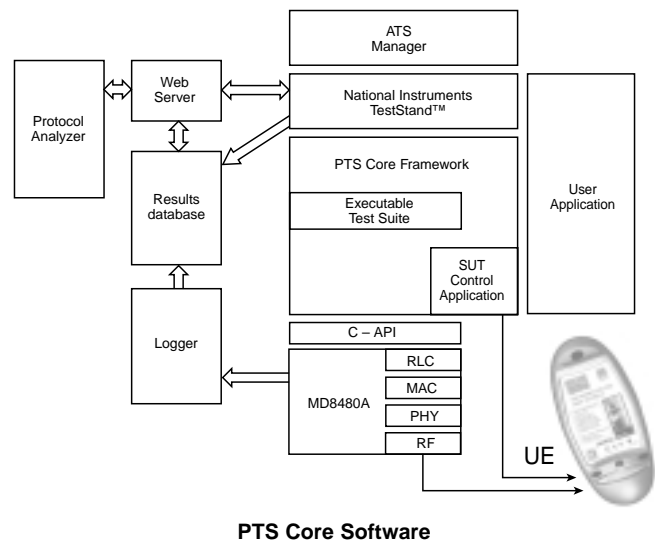 ATS
Manager
Web
Server
National Instruments
TestStand™
Protocol
Analyzer
PTS Core Framework
Results
database
Executable
Test Suite
User
Application
SUT
Control
Application
Logger
C – API
RLC
MAC
MD8480A
PHY
RF
UE
PTS Core Software